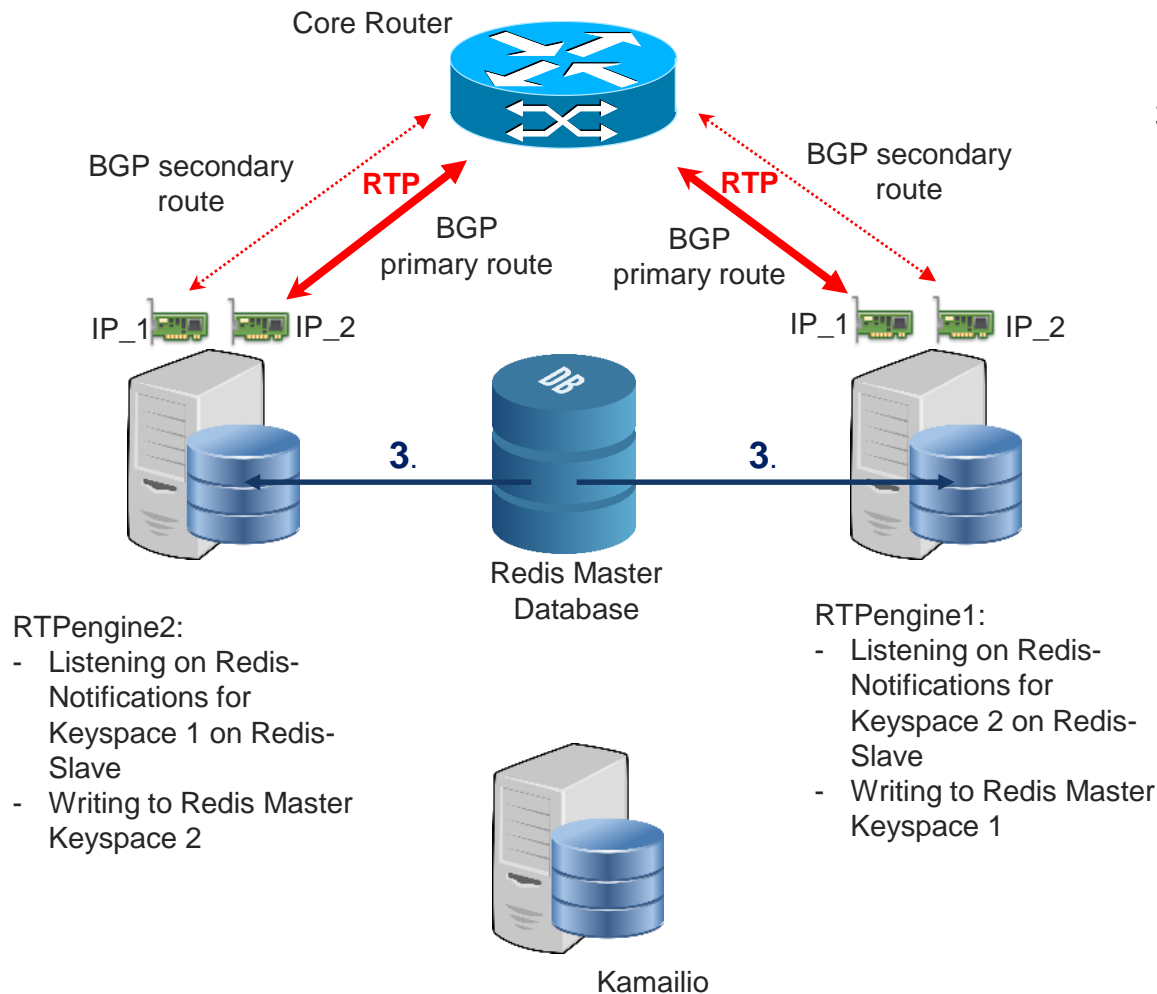 Core Router
BGP secondary
route
RTP
BGP
primary route
RTP
BGP
primary route
BGP secondary
route
IP_1
IP_2
IP_1
IP_2
DB
3.
3.
Redis Master
Database
RTPengine2:
- Listening on Redis-
Notifications for
Keyspace 1 on Redis-
Slave
- Writing to Redis Master
Keyspace 2
RTPengine1:
- Listening on Redis-
Notifications for
Keyspace 2 on Redis-
Slave
- Writing to Redis Master
Keyspace 1
Kamailio